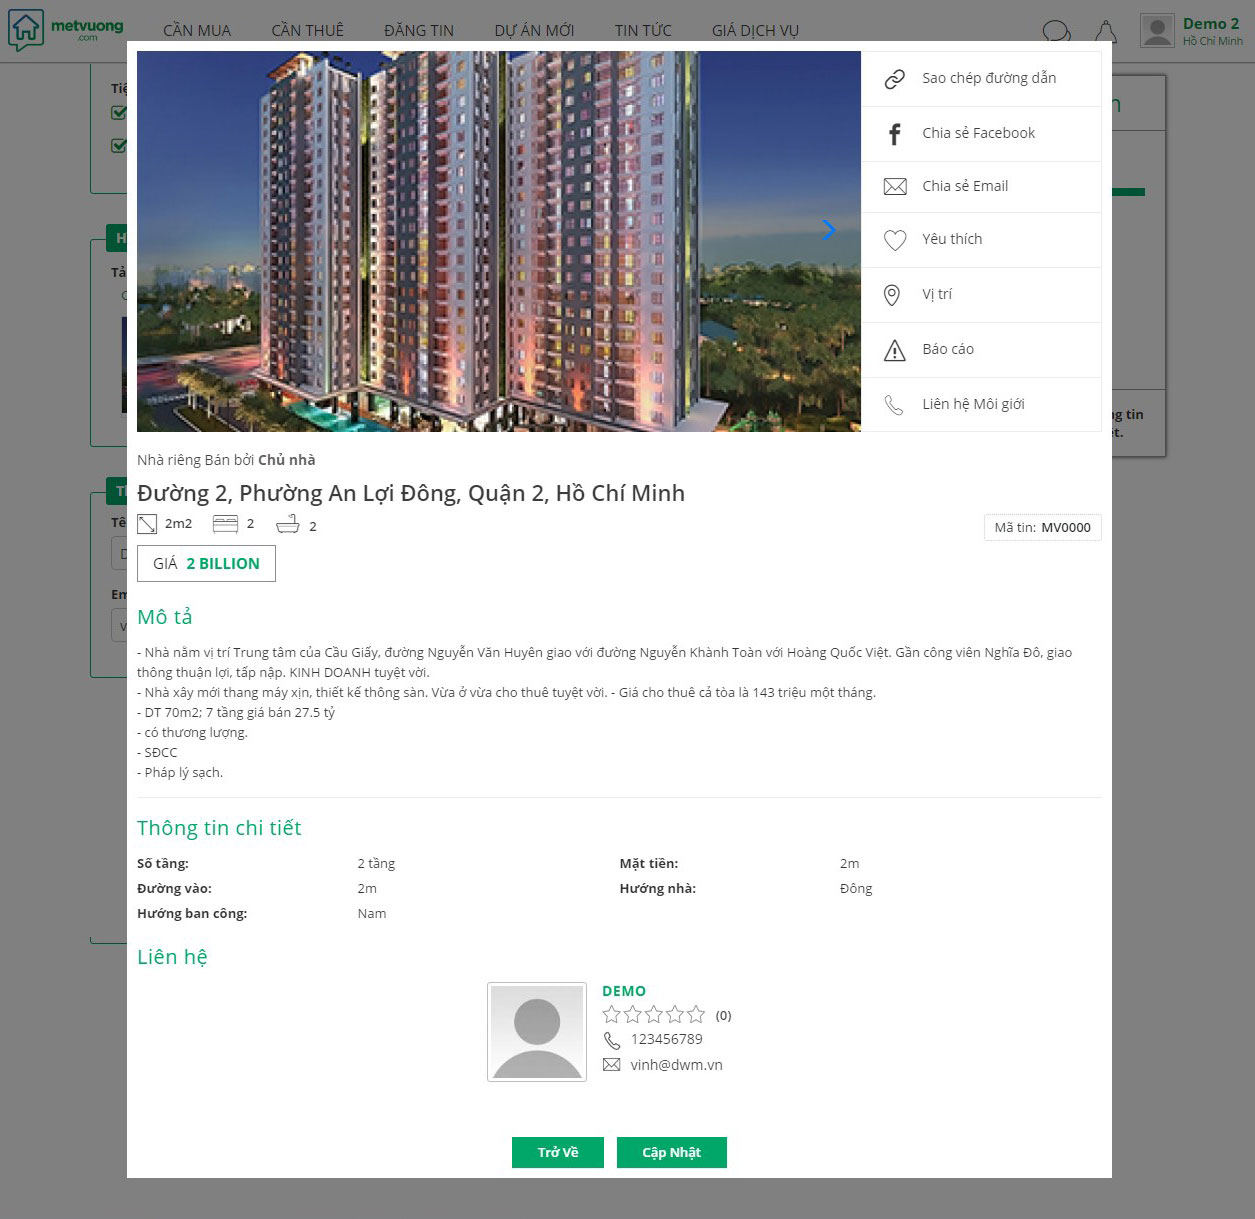 metvuong
.com
CẦN MUA
CẦN THUÊ
ĐĂNG TIN
DỰ ÁN MỚI
TIN TỨC
GIÁ DỊCH VỤ
Demo 2
Hồ Chí Minh
Sao chép đường dẫn
Chia sẻ Facebook
Chia sẻ Email
Yêu thích
Vị trí
Báo cáo
Liên hệ Môi giới
Nhà riêng Bán bởi Chủ nhà
Đường 2, Phường An Lợi Đông, Quận 2, Hồ Chí Minh
2m2 2 2
Mã tin: MV0000
GIÁ 2 BILLION
Mô tả
- Nhà nằm vị trí Trung tâm của Cầu Giấy, đường Nguyễn Văn Huyên giao với đường Nguyễn Khành Toàn với Hoàng Quốc Việt. Gần công viên Nghĩa Đô, giao
thông thuận lợi, tấp nập. KINH DOANH tuyệt vời.
- Nhà xây mới thang máy xịn, thiết kế thông sàn. Vừa ở vừa cho thuê tuyệt vời. - Giá cho thuê cả tòa là 143 triệu một tháng.
- DT 70m2; 7 tầng giá bán 27.5 tỷ
- có thương lượng.
- SĐCC
- Pháp lý sạch.
Thông tin chi tiết
Số tầng: 2 tầng
Mặt tiền: 2m
Đường vào: 2m
Hướng nhà: Đông
Hướng ban công: Nam
Liên hệ
DEMO
(0)
123456789
vinh@dwm.vn
Trở Về
Cập Nhật